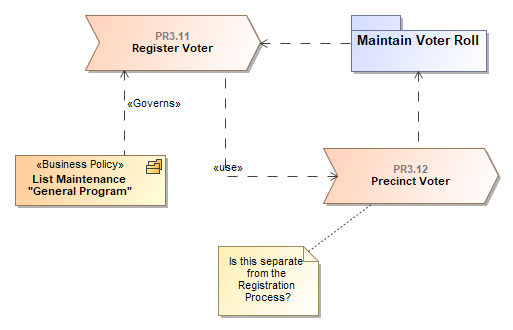 PR3.11
Register Voter
Maintain Voter Roll
«Governs»
«Business Policy»
List Maintenance
"General Program"
«use»
PR3.12
Precinct Voter
Is this separate
from the
Registration
Process?